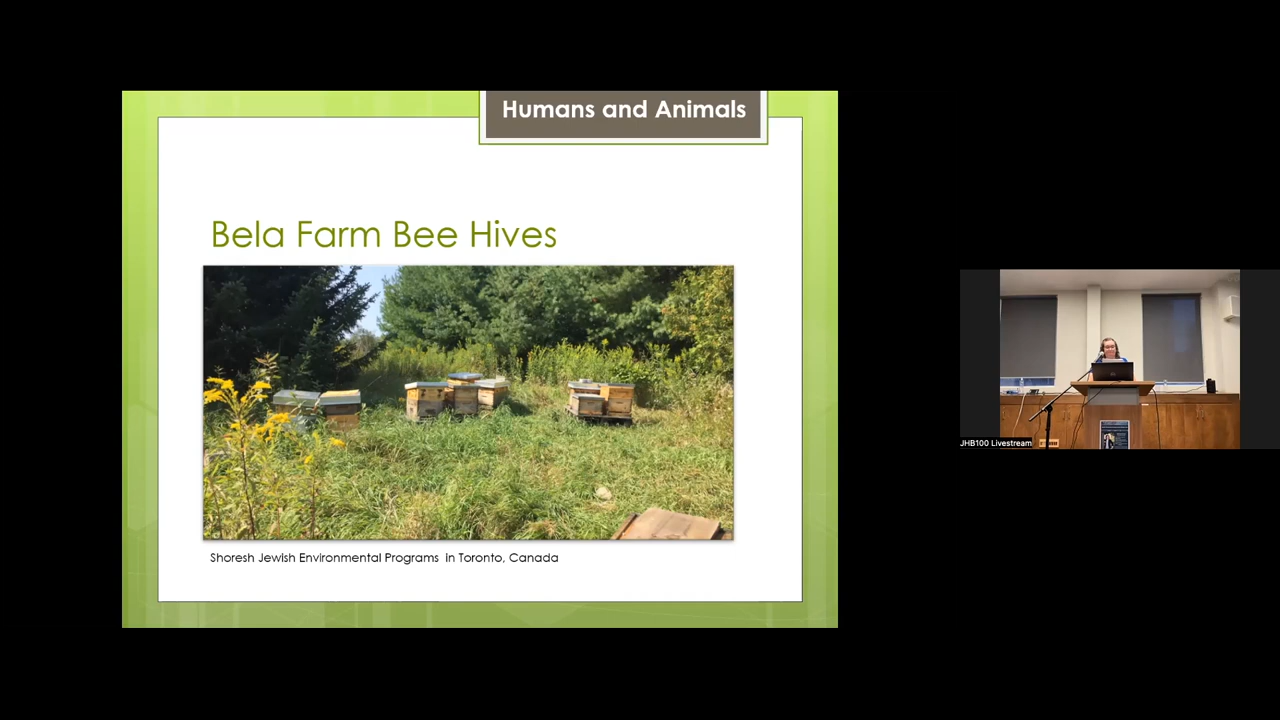 Humans and Animals
Bela Farm Bee Hives
Shoresh Jewish Environmental Programs in Toronto, Canada
JHB100 Livestream